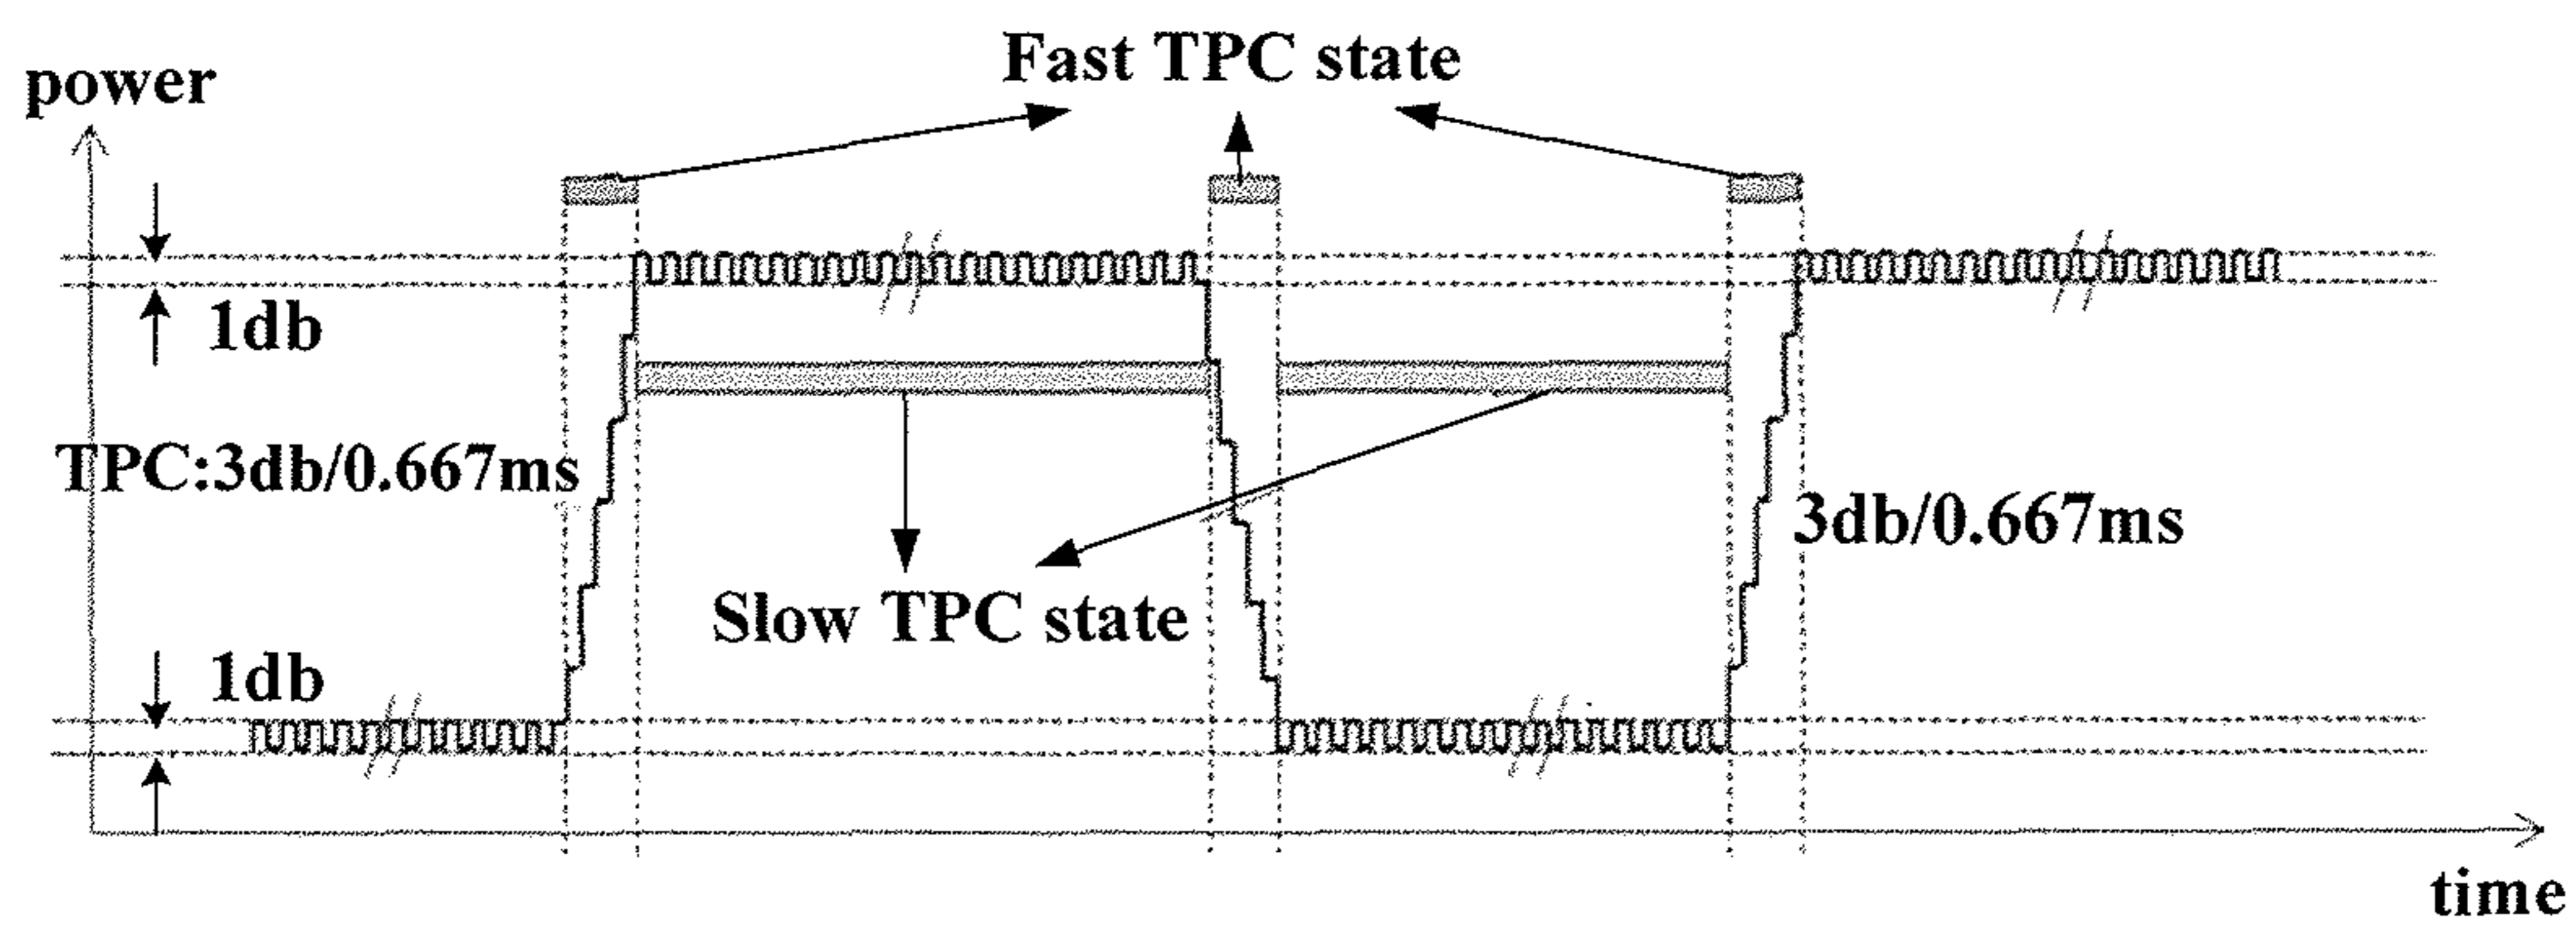 Fast TPC state
power
1db
TPC:3db/0.667ms
3db/0.667ms
Slow TPC state
1db
time